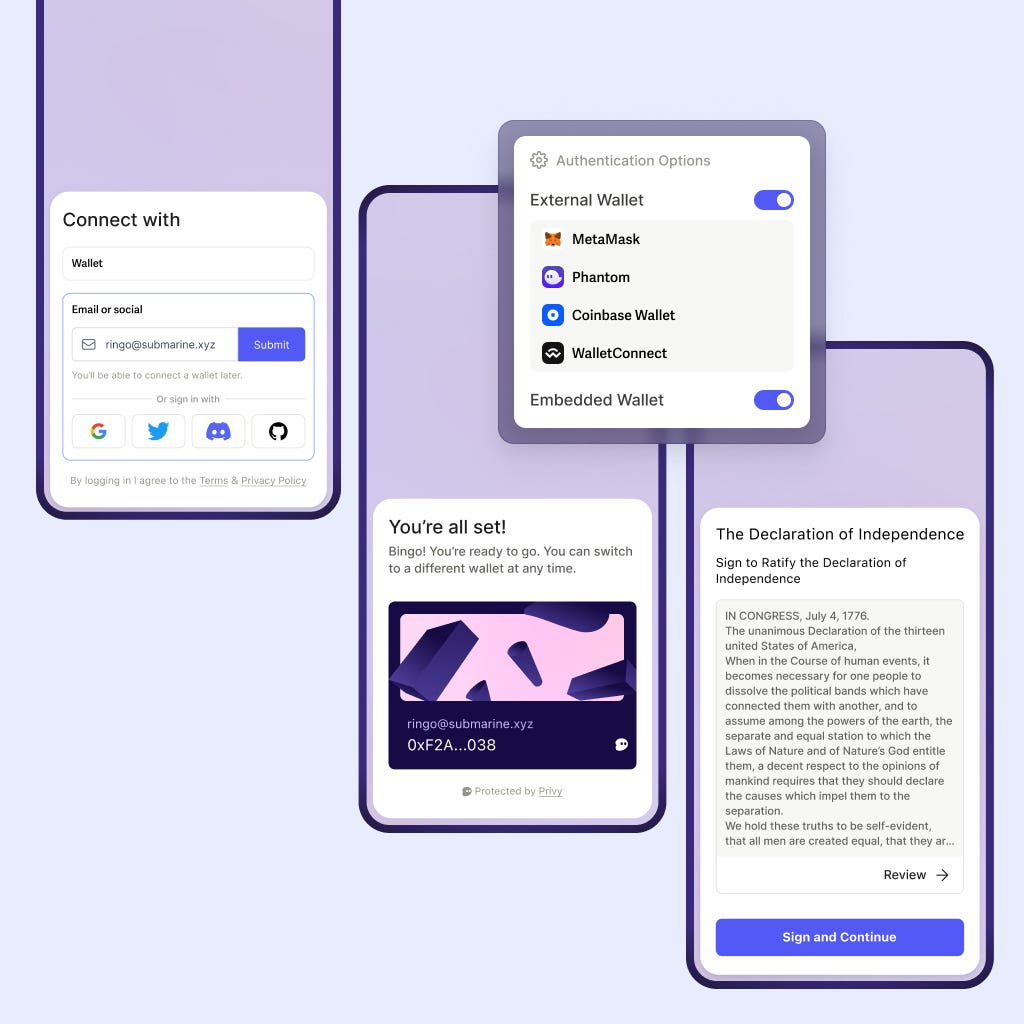 Connect with
Wallet
Email or social
ringo@submarine.xyz
Submit
You'll be able to connect a wallet later.
Or sign in with
By logging in I agree to the Terms & Privacy Policy
Authentication Options
External Wallet
MetaMask
Phantom
Coinbase Wallet
WalletConnect
Embedded Wallet
You're all set!
Bingo! You're ready to go. You can switch
to a different wallet at any time.
ringo@submarine.xyz
0xF2A...038
Protected by Privy
The Declaration of Independence
Sign to Ratify the Declaration of
Independence
IN CONGRESS, July 4, 1776.
The unanimous Declaration of the thirteen
united States of America,
When in the Course of human events, it
becomes necessary for one people to
dissolve the political bands which have
connected them with another, and to
assume among the powers of the earth, the
separate and equal station to which the
Laws of Nature and of Nature's God entitle
them, a decent respect to the opinions of
mankind requires that they should declare
the causes which impel them to the
separation.
We hold these truths to be self-evident,
that all men are created equal, that they ar...
Review
Sign and Continue